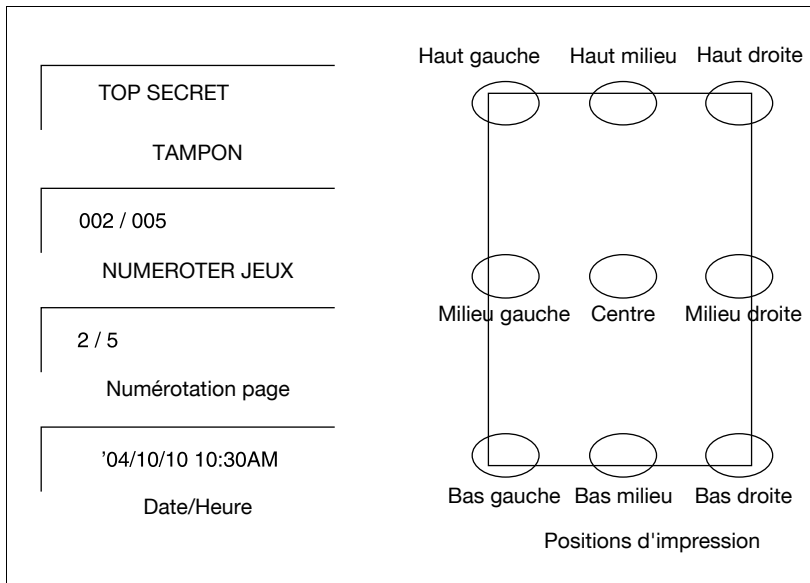 TOP SECRET
TAMPON
002 / 005
NUMEROTER JEUX
2 / 5
Numérotation page
’04/10/10 10:30AM
Date/Heure
Haut gauche Haut milieu Haut droite
Milieu gauche Centre Milieu droite
Bas gauche Bas milieu Bas droite
Positions d'impression